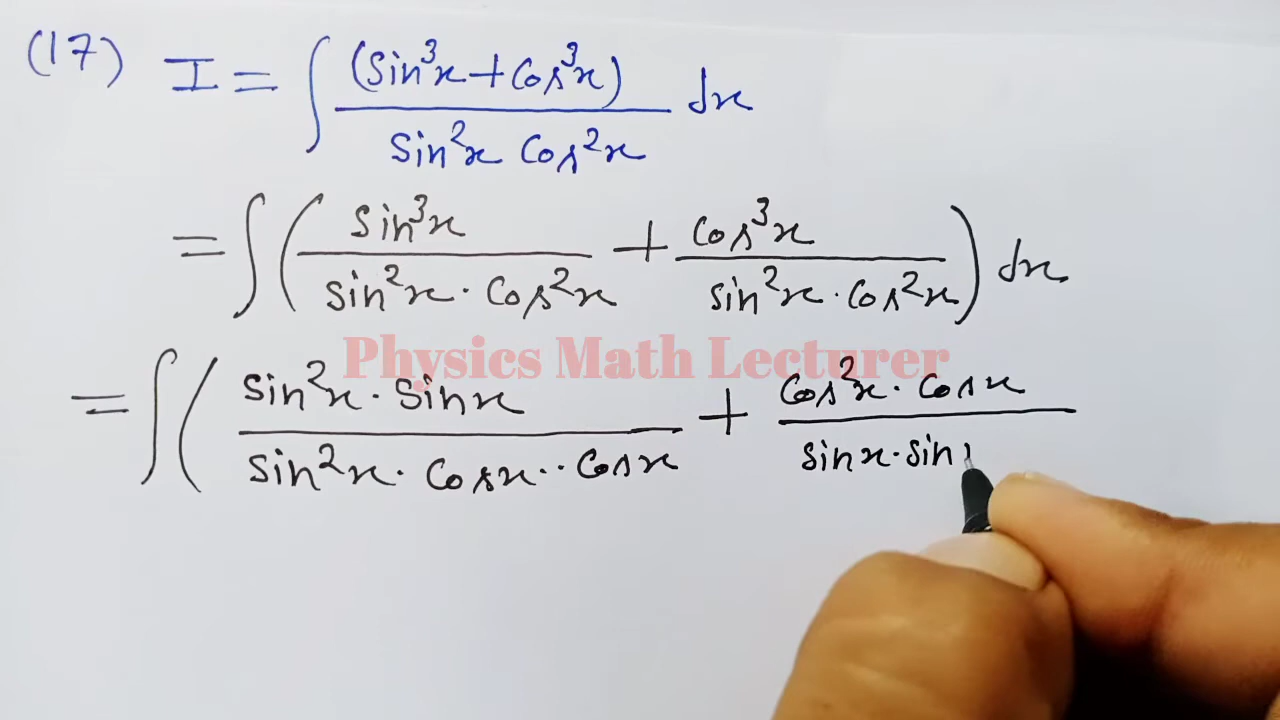 (17) I = ∫ (sin³x + cos³x) / sin²x cos²x dx
= ∫ ( sin³x / sin²x · cos²x + cos³x / sin²x · cos²x ) dx
Physics Math Lecturer
= ∫ ( sin²x · sinx / sin²x · cosx · · cosx + cos²x · cosx / sinx · sin